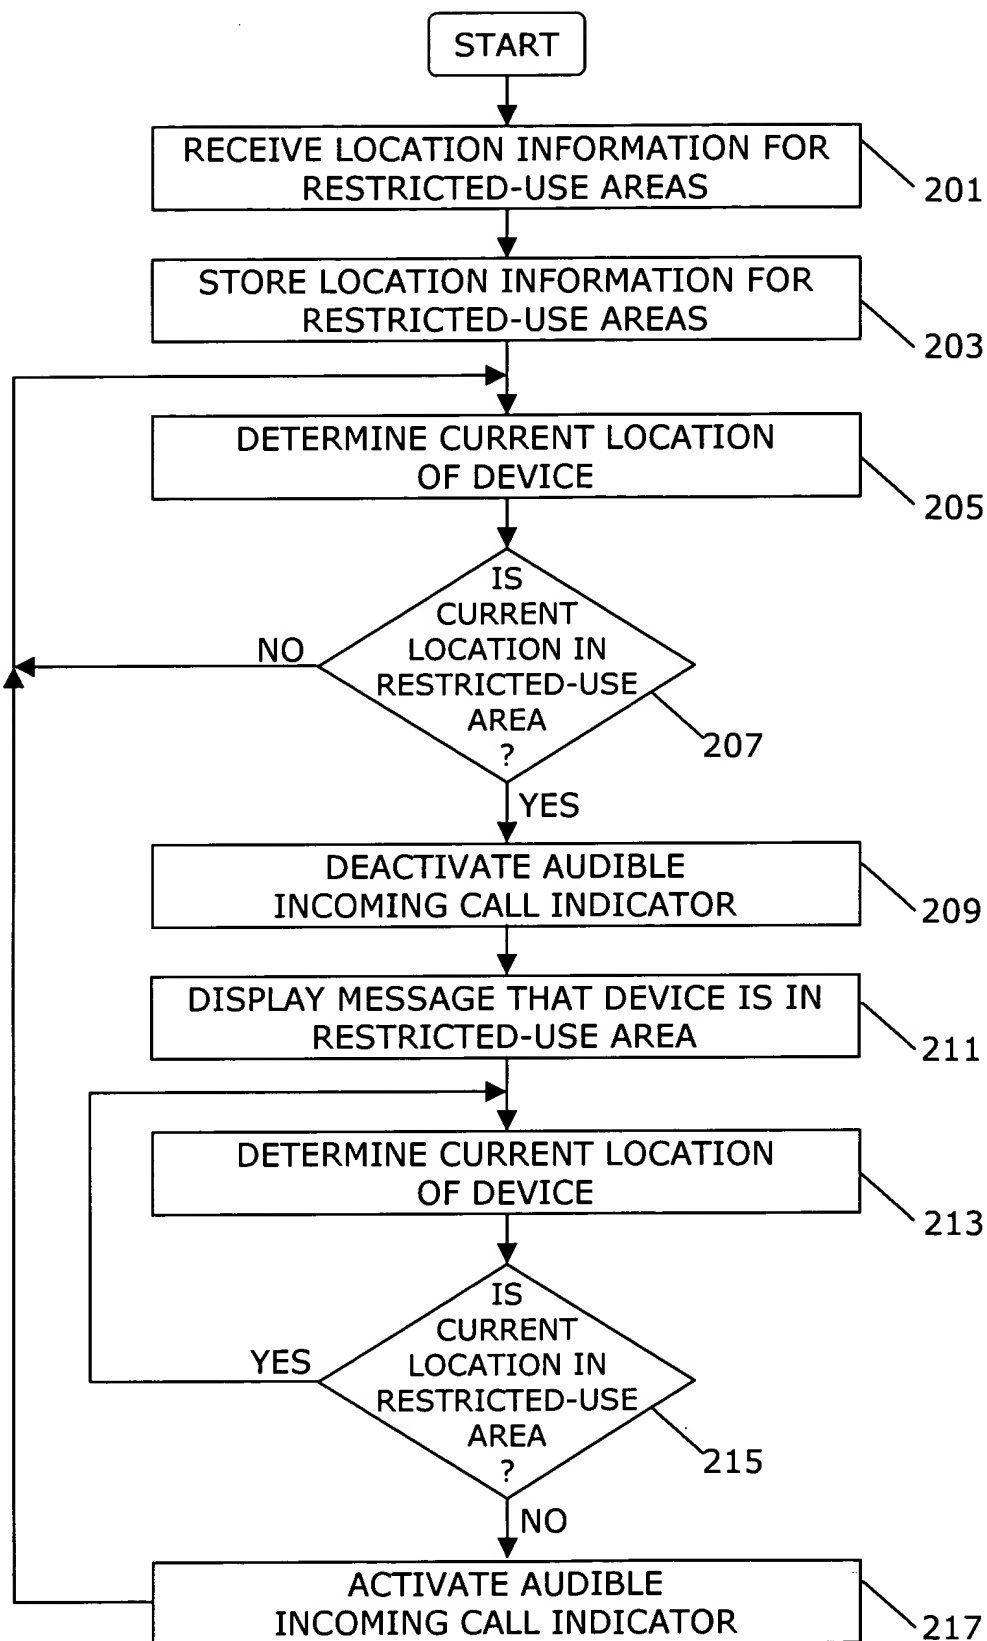 START
RECEIVE LOCATION INFORMATION FOR
RESTRICTED-USE AREAS
201
STORE LOCATION INFORMATION FOR
RESTRICTED-USE AREAS
203
DETERMINE CURRENT LOCATION
OF DEVICE
205
IS
CURRENT
LOCATION IN
RESTRICTED-USE
AREA
?
NO
207
YES
DEACTIVATE AUDIBLE
INCOMING CALL INDICATOR
209
DISPLAY MESSAGE THAT DEVICE IS IN
RESTRICTED-USE AREA
211
DETERMINE CURRENT LOCATION
OF DEVICE
213
IS
CURRENT
LOCATION IN
RESTRICTED-USE
AREA
?
YES
215
NO
ACTIVATE AUDIBLE
INCOMING CALL INDICATOR
217